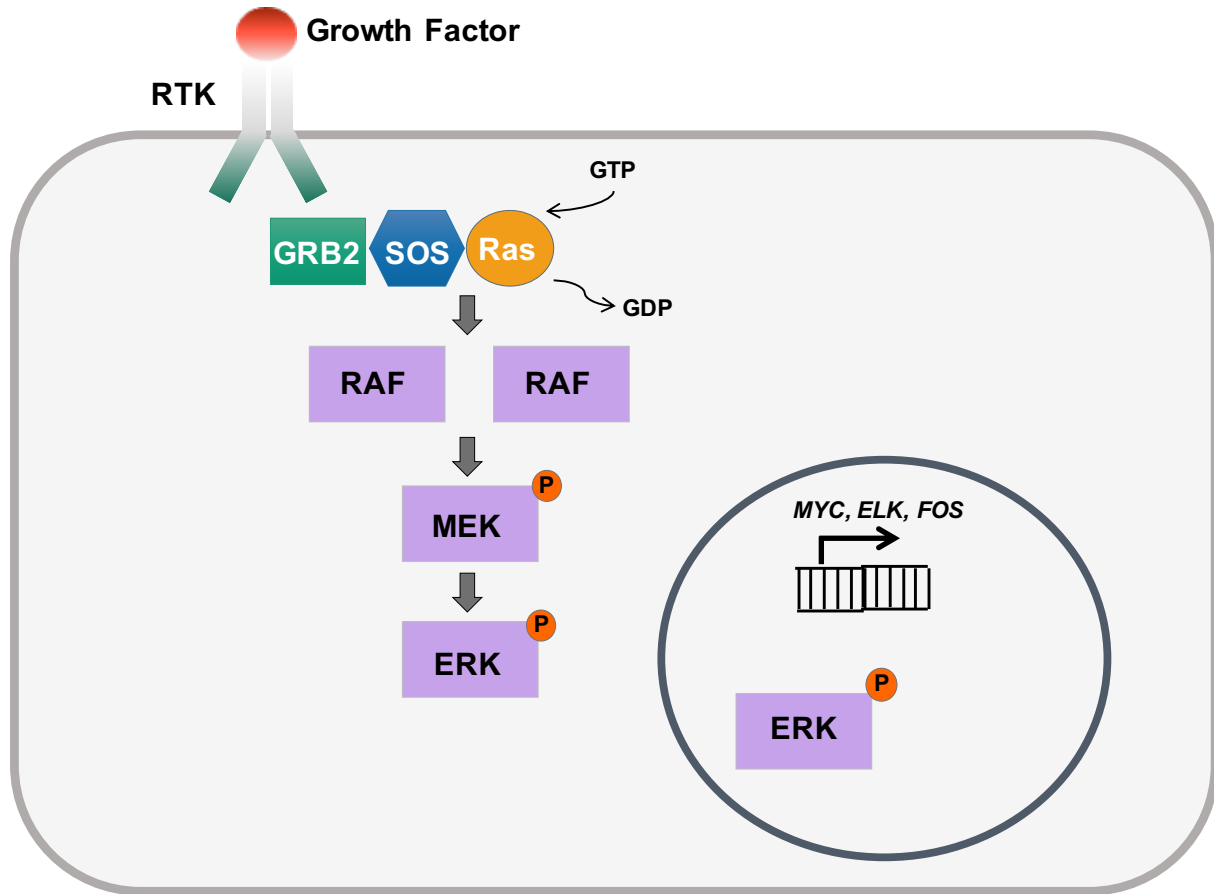 Growth Factor
RTK
GTP
GRB2
SOS
Ras
GDP
RAF
RAF
MEK
P
MYC, ELK, FOS
ERK
P
ERK
P